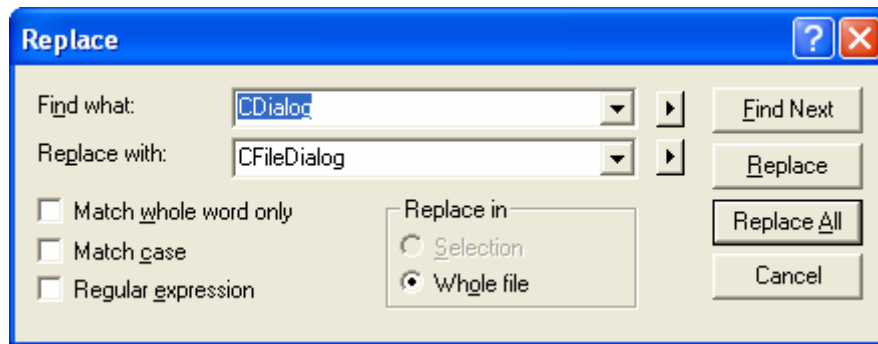 Replace
Find what: CDialog Find Next
Replace with: CFileDialog Replace
Match whole word only Replace in Replace All
Match case Selection
Regular expression Whole file Cancel